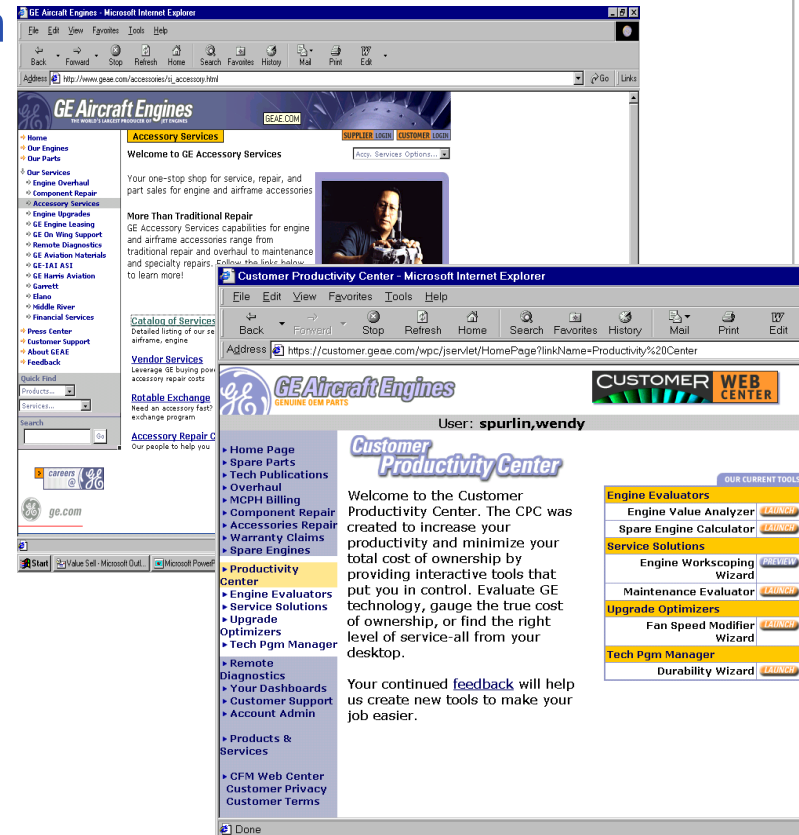 GE Aircraft Engines - Microsoft Internet Explorer
File Edit View Favorites Tools Help
Back Forward Stop Refresh Home Search Favorites History Mail Print Edit
Address http://www.geae.com/accessories/si_accessory.html Go Links
GE Aircraft Engines
THE WORLD'S LARGEST PRODUCER OF JET ENGINES
GEAE.COM
SUPPLIER LOGIN CUSTOMER LOGIN
Home
Our Engines
Our Parts
Our Services
Engine Overhaul
Component Repair
Accessory Services
Engine Upgrades
GE Engine Leasing
GE On Wing Support
Remote Diagnostics
GE Aviation Materials
GE-IAI ASI
GE Harris Aviation
Garrett
Elano
Middle River
Financial Services
Press Center
Customer Support
About GEAE
Feedback
Quick Find
Products...
Services...
Search
Go
careers @
ge.com
Accessory Services
Welcome to GE Accessory Services
Accy. Services Options...
Your one-stop shop for service, repair, and
part sales for engine and airframe accessories
More Than Traditional Repair
GE Accessory Services capabilities for engine
and airframe accessories range from
traditional repair and overhaul to maintenance
and specialty repairs. Follow the links below
to learn more!
Catalog of Services
Detailed listing of our se
airframe, engine
Vendor Services
Leverage GE buying pow
accessory repair costs
Rotable Exchange
Need an accessory fast?
exchange program
Accessory Repair C
Our people to help you
Start Value Sell - Microsoft Outl... Microsoft PowerP
Customer Productivity Center - Microsoft Internet Explorer
File Edit View Favorites Tools Help
Back Forward Stop Refresh Home Search Favorites History Mail Print Edit
Address https://customer.geae.com/wpc/jservlet/HomePage?linkName=Productivity%20Center
GE Aircraft Engines
GENUINE OEM PARTS
CUSTOMER WEB CENTER
User: spurlin,wendy
Home Page
Spare Parts
Tech Publications
Overhaul
MCPH Billing
Component Repair
Accessories Repair
Warranty Claims
Spare Engines
Productivity
Center
Engine Evaluators
Service Solutions
Upgrade
Optimizers
Tech Pgm Manager
Remote
Diagnostics
Your Dashboards
Customer Support
Account Admin
Products &
Services
CFM Web Center
Customer Privacy
Customer Terms
Customer
Productivity Center
Welcome to the Customer
Productivity Center. The CPC was
created to increase your
productivity and minimize your
total cost of ownership by
providing interactive tools that
put you in control. Evaluate GE
technology, gauge the true cost
of ownership, or find the right
level of service-all from your
desktop.
Your continued feedback will help
us create new tools to make your
job easier.
OUR CURRENT TOOLS
Engine Evaluators
Engine Value Analyzer LAUNCH
Spare Engine Calculator LAUNCH
Service Solutions
Engine Workscoping PREVIEW
Wizard
Maintenance Evaluator LAUNCH
Upgrade Optimizers
Fan Speed Modifier LAUNCH
Wizard
Tech Pgm Manager
Durability Wizard LAUNCH
Done